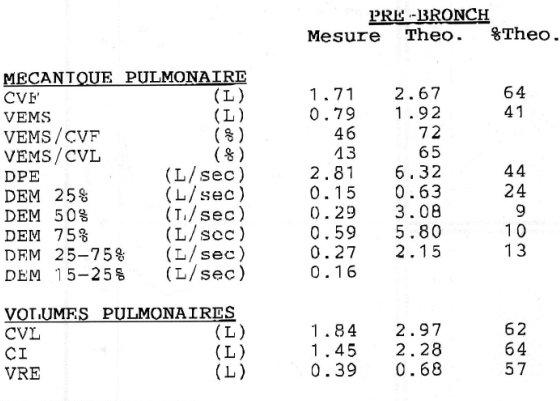 PRE-BRONCH
Mesure Theo. %Theo.
MECANIQUE PULMONAIRE
CVF (L) 1.71 2.67 64
VEMS (L) 0.79 1.92 41
VEMS/CVF (%) 46 72
VEMS/CVL (%) 43 65
DPE (L/sec) 2.81 6.32 44
DEM 25% (L/sec) 0.15 0.63 24
DEM 50% (L/sec) 0.29 3.08 9
DEM 75% (L/sec) 0.59 5.80 10
DEM 25-75% (L/sec) 0.27 2.15 13
DEM 15-25% (L/sec) 0.16
VOLUMES PULMONAIRES
CVL (L) 1.84 2.97 62
CI (L) 1.45 2.28 64
VRE (L) 0.39 0.68 57